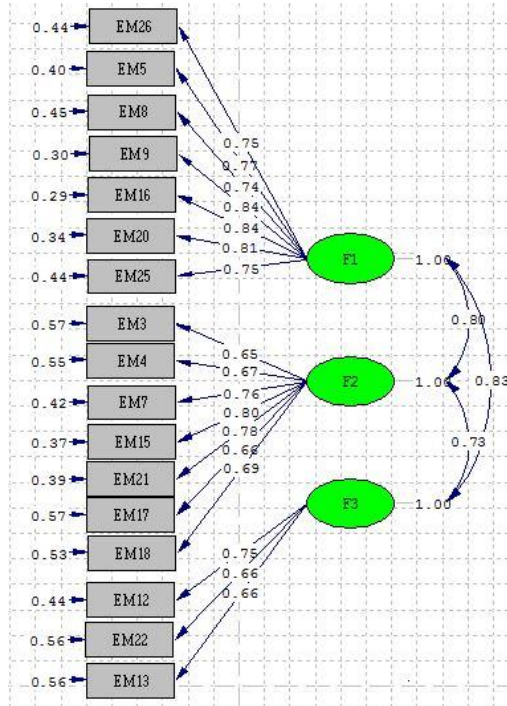 0.44 EM26
0.40 EM5
0.45 EM8
0.75
0.30 EM9
0.77
0.74
0.29 EM16
0.84
0.84
0.34 EM20
0.81
0.75
F1 1.00
0.44 EM25
0.80
0.57 EM3
0.65
0.55 EM4
0.67
F2 1.00
0.83
0.42 EM7
0.76
0.80
0.37 EM15
0.78
0.73
0.66
0.39 EM21
0.69
F3 1.00
0.57 EM17
0.53 EM18
0.75
0.66
0.44 EM12
0.66
0.56 EM22
0.56 EM13